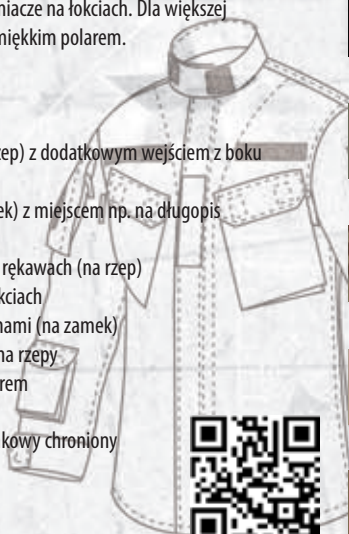 niacze na łokciach. Dla większej
miękkim polarem.
zep) z dodatkowym wejściem z boku
ek) z miejscem np. na długopis
rękawach (na rzep)
kciach
nami (na zamek)
na rzepy
rem
kowy chroniony